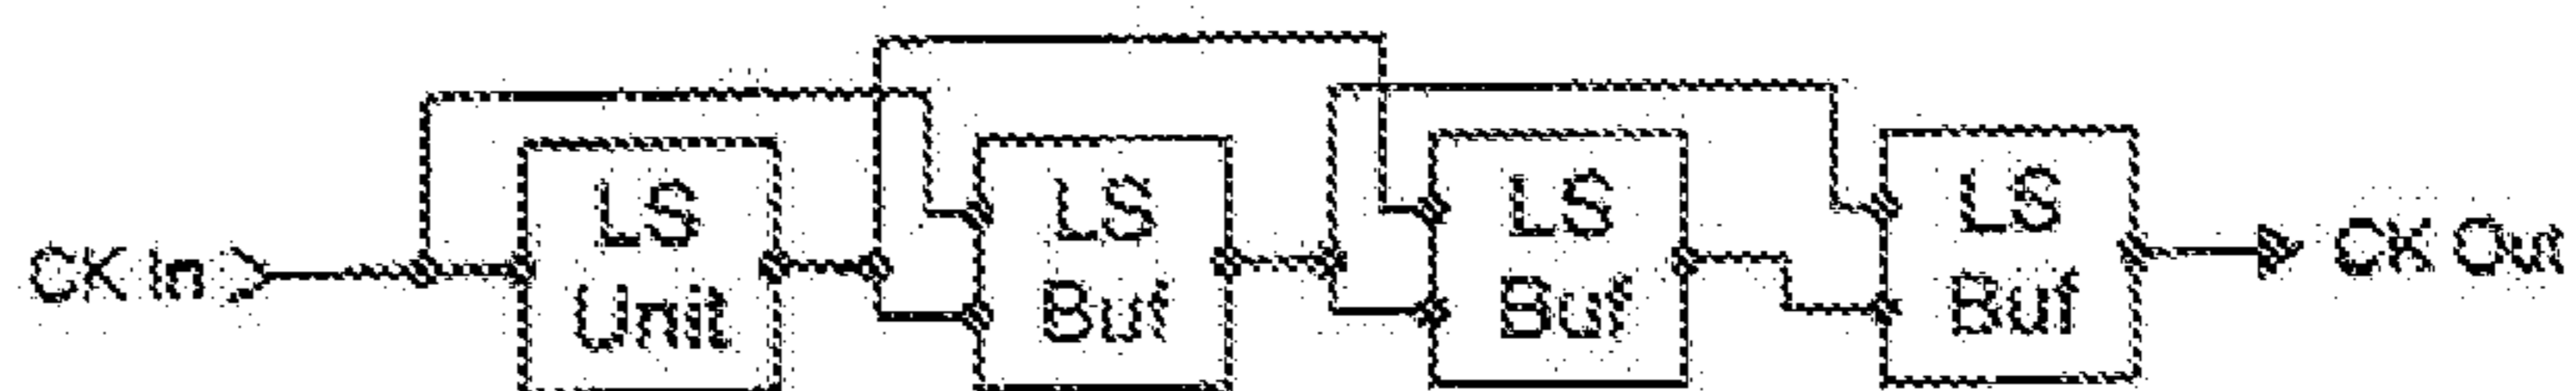 CK In
LS
Unit
LS
Buf
LS
Buf
LS
Buf
CK Out